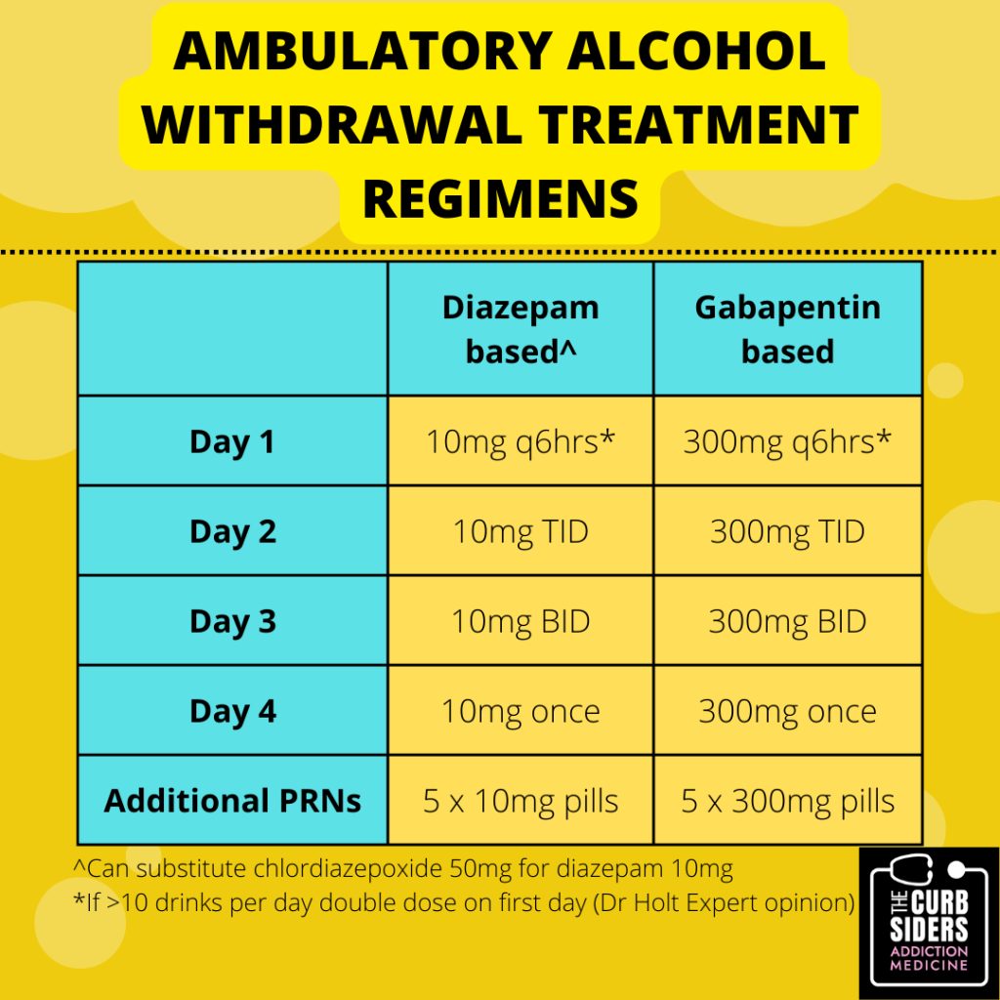 AMBULATORY ALCOHOL
WITHDRAWAL TREATMENT
REGIMENS
Diazepam
based^
Gabapentin
based
Day 1
10mg q6hrs*
300mg q6hrs*
Day 2
10mg TID
300mg TID
Day 3
10mg BID
300mg BID
Day 4
10mg once
300mg once
Additional PRNs
5 x 10mg pills
5 x 300mg pills
^Can substitute chlordiazepoxide 50mg for diazepam 10mg
*If >10 drinks per day double dose on first day (Dr Holt Expert opinion)
THE CURB
SIDERS
ADDICTION
MEDICINE